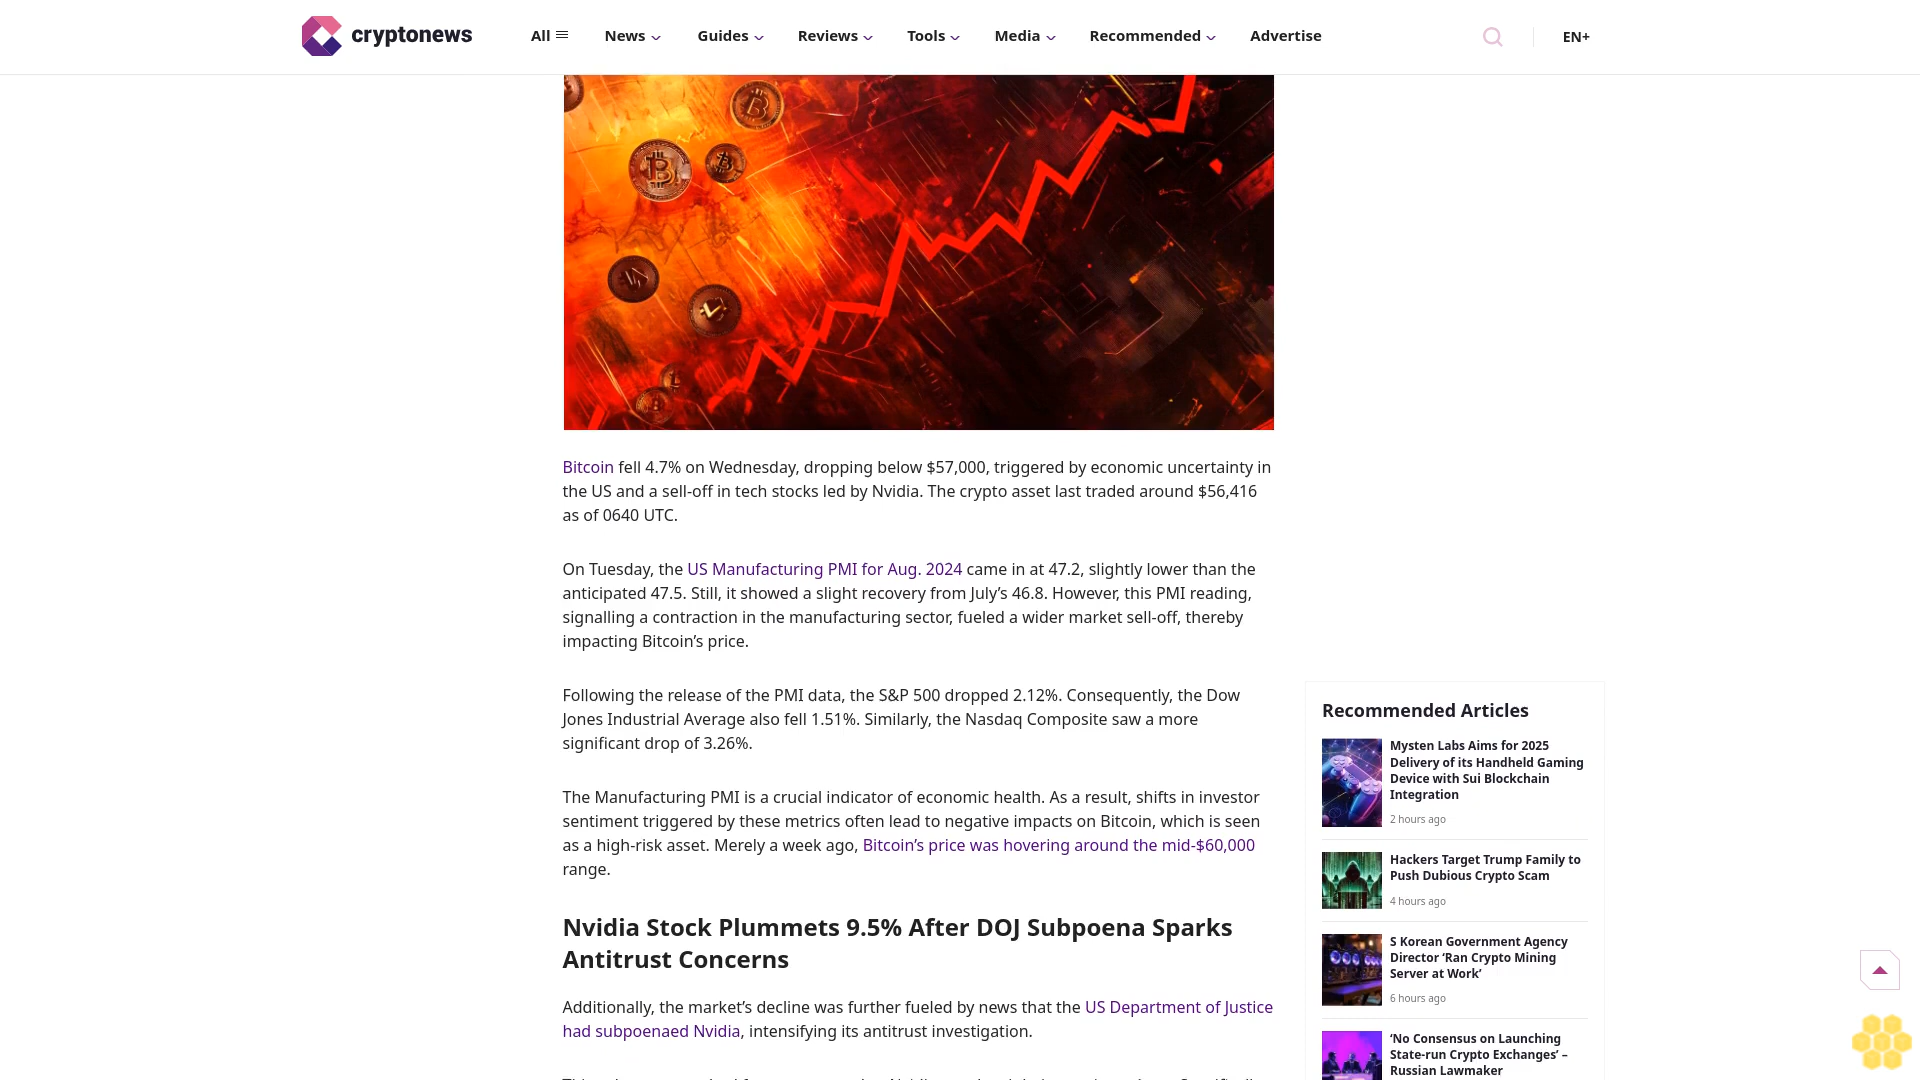 cryptonews
All
News
Guides
Reviews
Tools
Media
Recommended
Advertise
EN+
Bitcoin fell 4.7% on Wednesday, dropping below $57,000, triggered by economic uncertainty in
the US and a sell-off in tech stocks led by Nvidia. The crypto asset last traded around $56,416
as of 0640 UTC.
On Tuesday, the US Manufacturing PMI for Aug. 2024 came in at 47.2, slightly lower than the
anticipated 47.5. Still, it showed a slight recovery from July’s 46.8. However, this PMI reading,
signalling a contraction in the manufacturing sector, fueled a wider market sell-off, thereby
impacting Bitcoin’s price.
Following the release of the PMI data, the S&P 500 dropped 2.12%. Consequently, the Dow
Jones Industrial Average also fell 1.51%. Similarly, the Nasdaq Composite saw a more
significant drop of 3.26%.
The Manufacturing PMI is a crucial indicator of economic health. As a result, shifts in investor
sentiment triggered by these metrics often lead to negative impacts on Bitcoin, which is seen
as a high-risk asset. Merely a week ago, Bitcoin’s price was hovering around the mid-$60,000
range.
Nvidia Stock Plummets 9.5% After DOJ Subpoena Sparks
Antitrust Concerns
Additionally, the market’s decline was further fueled by news that the US Department of Justice
had subpoenaed Nvidia, intensifying its antitrust investigation.
Recommended Articles
Mysten Labs Aims for 2025
Delivery of its Handheld Gaming
Device with Sui Blockchain
Integration
2 hours ago
Hackers Target Trump Family to
Push Dubious Crypto Scam
4 hours ago
S Korean Government Agency
Director ‘Ran Crypto Mining
Server at Work’
6 hours ago
‘No Consensus on Launching
State-run Crypto Exchanges’ –
Russian Lawmaker